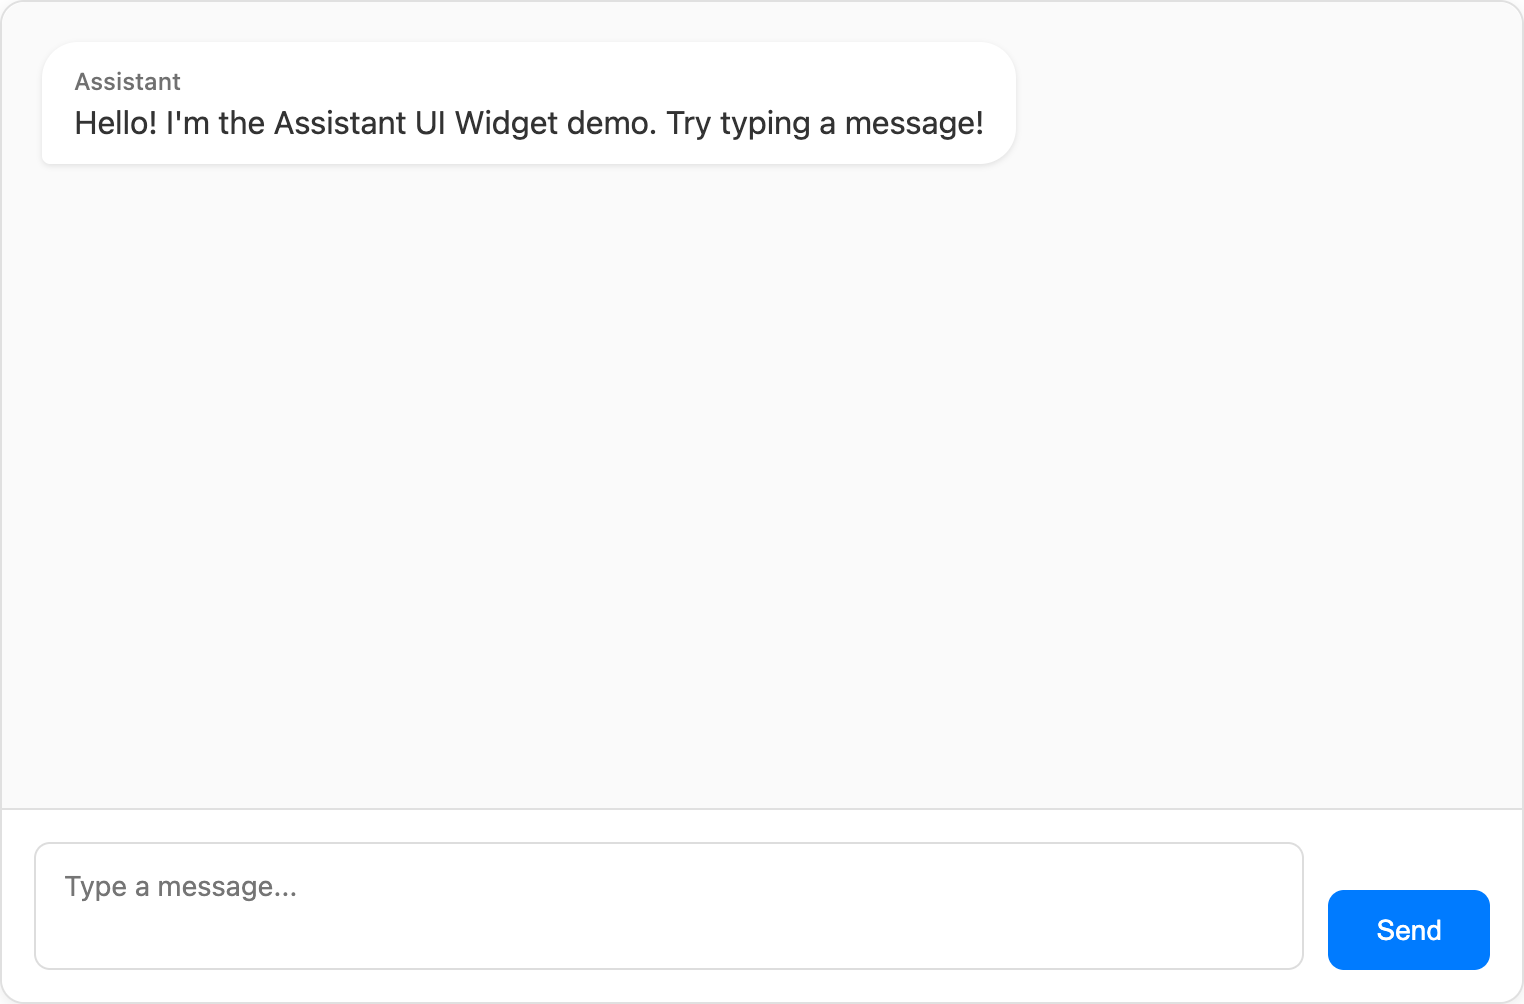 Assistant
Hello! I'm the Assistant UI Widget demo. Try typing a message!
Type a message...
Send